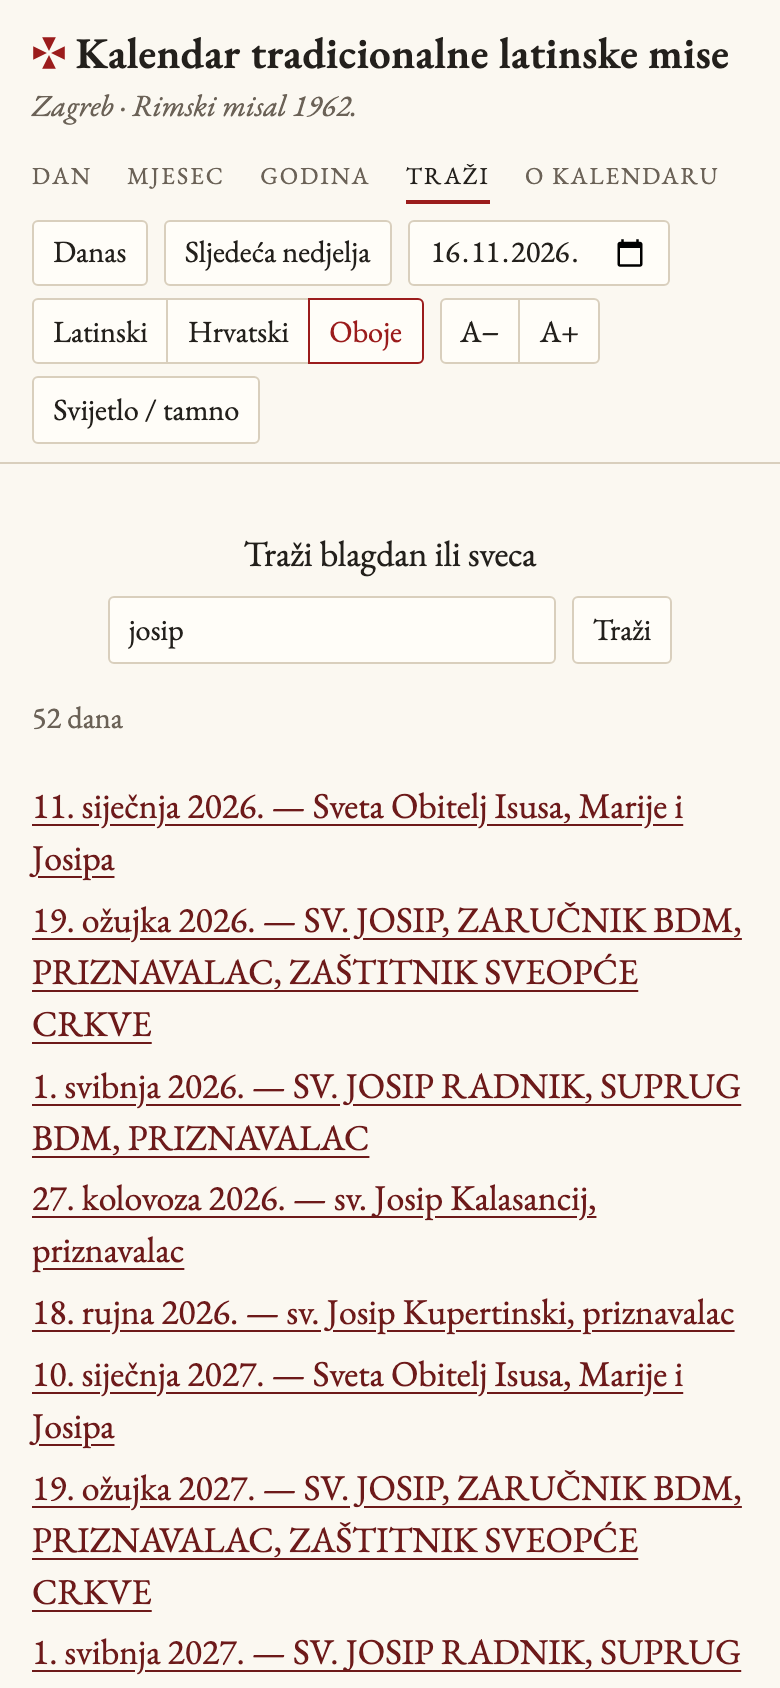 Kalendar tradicionalne latinske mise
Zagreb · Rimski misal 1962.
DAN MJESEC GODINA TRAŽI O KALENDARU
Danas Sljedeća nedjelja 16.11.2026.
Latinski Hrvatski Oboje A− A+
Svijetlo / tamno
Traži blagdan ili sveca
josip Traži
52 dana
11. siječnja 2026. — Sveta Obitelj Isusa, Marije i
Josipa
19. ožujka 2026. — SV. JOSIP, ZARUČNIK BDM,
PRIZNAVALAC, ZAŠTITNIK SVEOPĆE
CRKVE
1. svibnja 2026. — SV. JOSIP RADNIK, SUPRUG
BDM, PRIZNAVALAC
27. kolovoza 2026. — sv. Josip Kalasancij,
priznavalac
18. rujna 2026. — sv. Josip Kupertinski, priznavalac
10. siječnja 2027. — Sveta Obitelj Isusa, Marije i
Josipa
19. ožujka 2027. — SV. JOSIP, ZARUČNIK BDM,
PRIZNAVALAC, ZAŠTITNIK SVEOPĆE
CRKVE
1. svibnja 2027. — SV. JOSIP RADNIK, SUPRUG